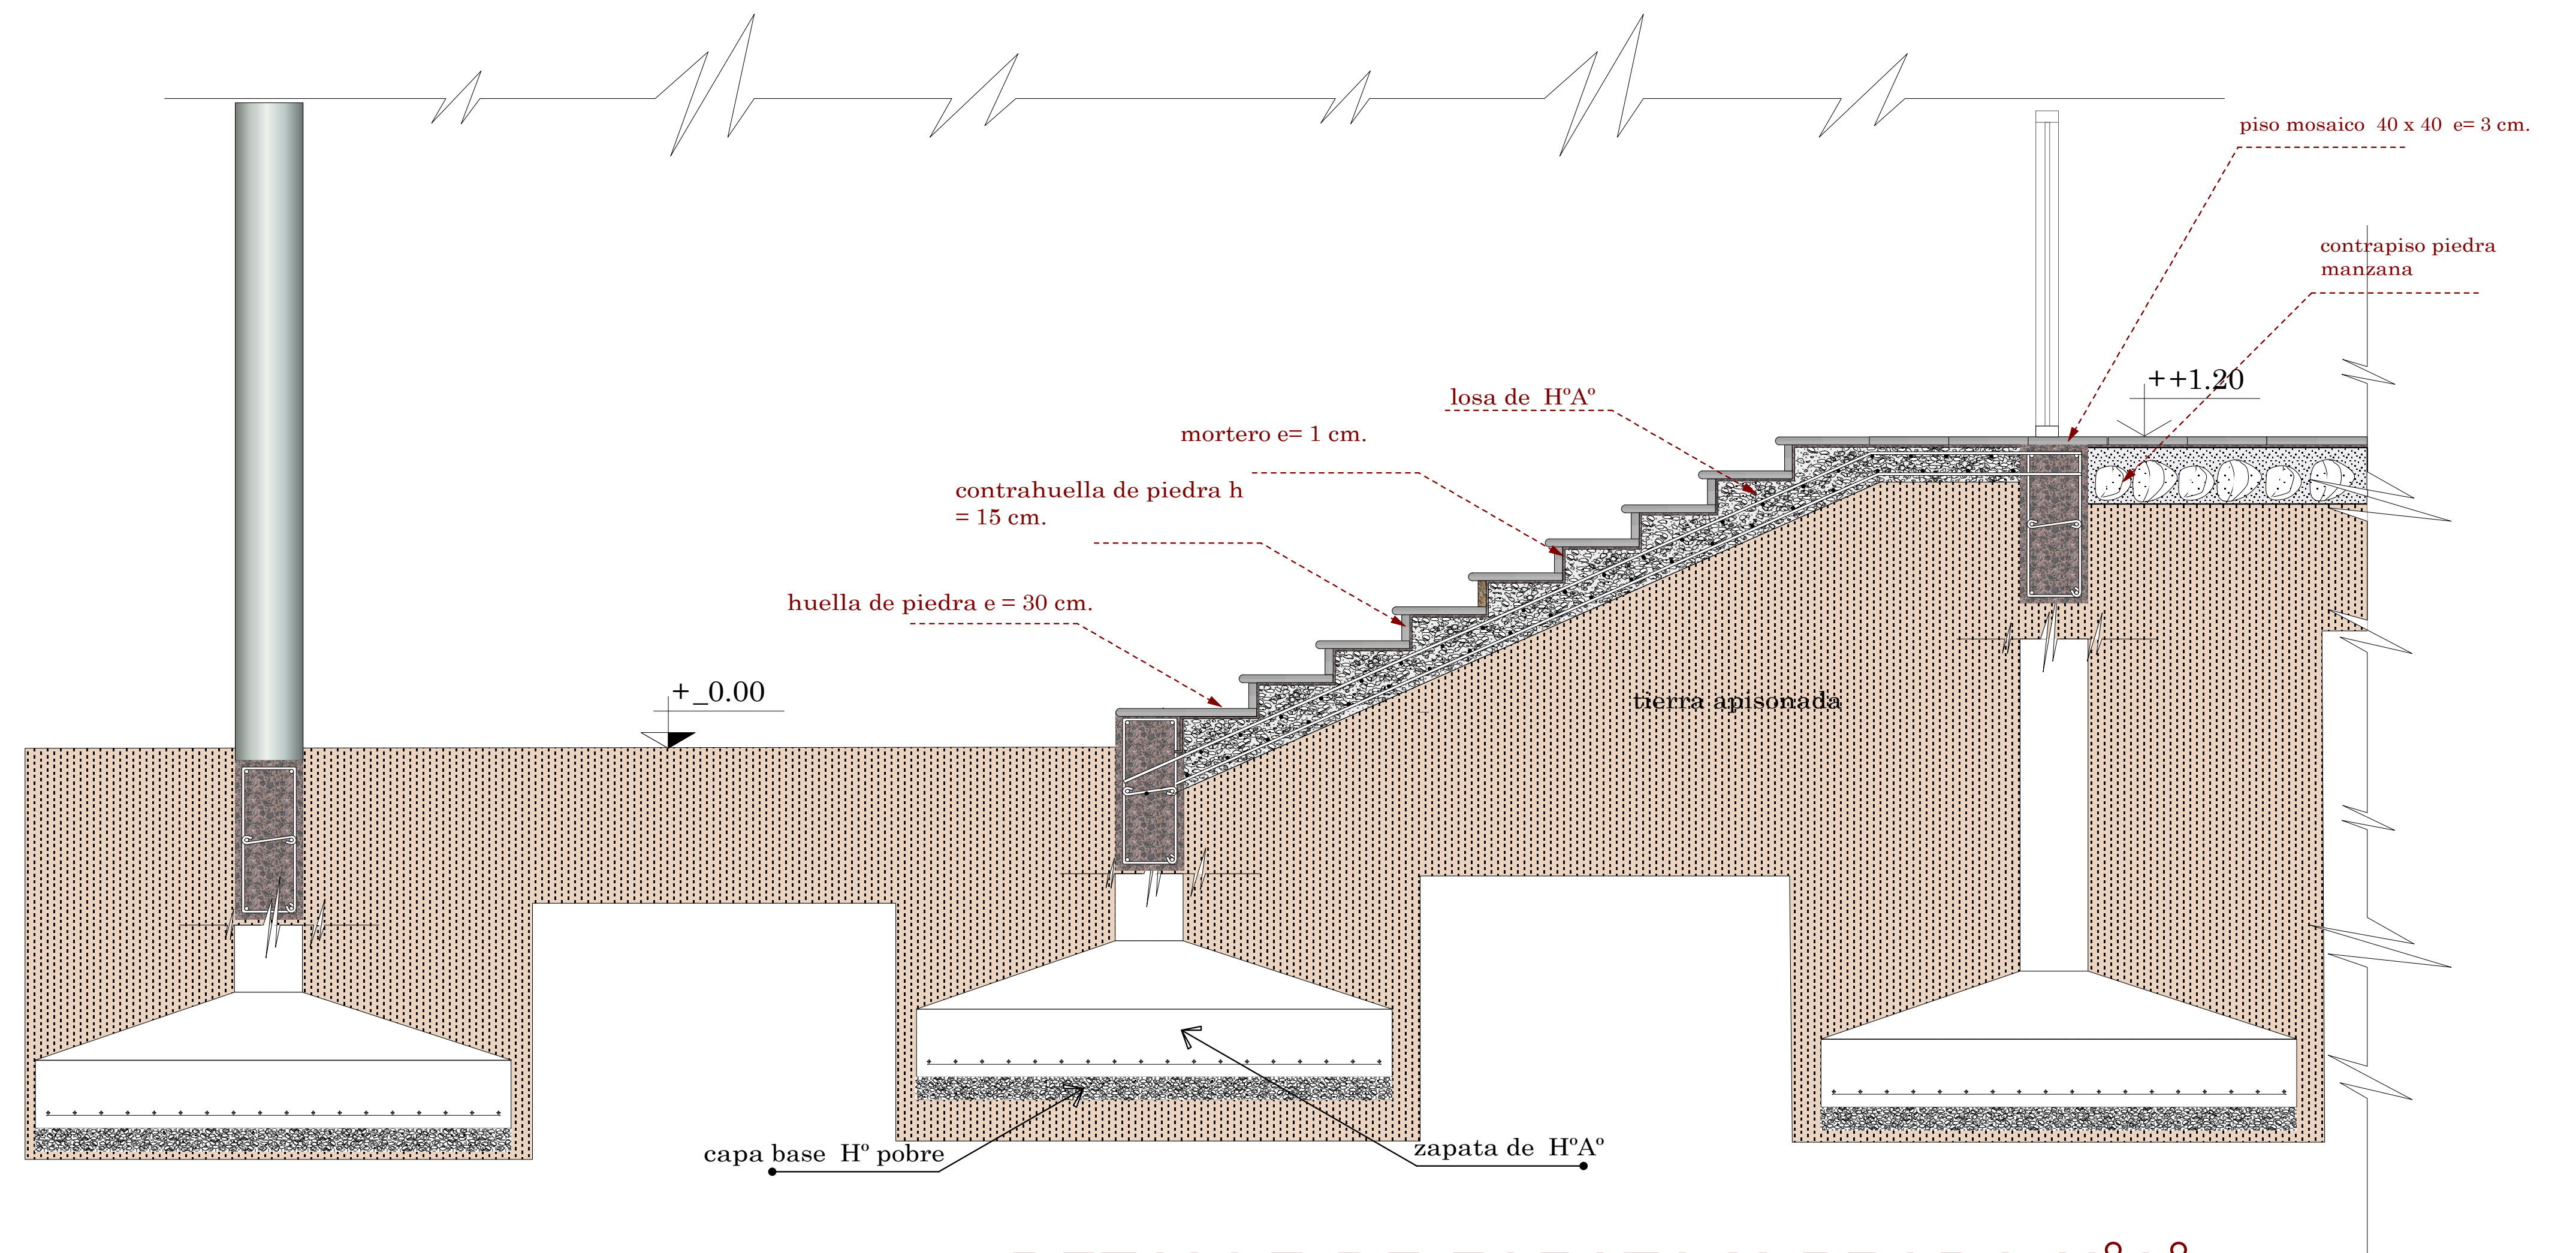 piso mosaico 40 x 40 e= 3 cm.
contrapiso piedra
manzana
++1.20
losa de HºAº
mortero e= 1 cm.
contrahuella de piedra h
= 15 cm.
huella de piedra e = 30 cm.
+_0.00
tierra apisonada
capa base Hº pobre
zapata de HºAº